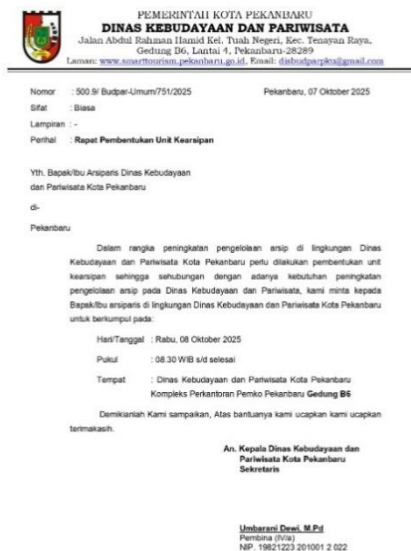 PEMERINTAH KOTA PEKANBARU
DINAS KEBUDAYAAN DAN PARIWISATA
Jalan Abdul Rahman Hamid Kel. Tuah Negeri, Kec. Tenayan Raya,
Gedung B6, Lantai 4, Pekanbaru-28289
Laman: www.smarttourism.pekanbaru.go.id, Email: disbudparpku@gmail.com
Nomor : 500.9/ Budpar-Umum/751/2025 Pekanbaru, 07 Oktober 2025
Sifat : Biasa
Lampiran : -
Perihal : Rapat Pembentukan Unit Kearsipan
Yth. Bapak/Ibu Arsiparis Dinas Kebudayaan
dan Pariwisata Kota Pekanbaru
di-
Pekanbaru
Dalam rangka peningkatan pengelolaan arsip di lingkungan Dinas
Kebudayaan dan Pariwisata Kota Pekanbaru perlu dilakukan pembentukan unit
kearsipan sehingga sehubungan dengan adanya kebutuhan peningkatan
pengelolaan arsip pada Dinas Kebudayaan dan Pariwisata, kami minta kepada
Bapak/Ibu arsiparis di lingkungan Dinas Kebudayaan dan Pariwisata Kota Pekanbaru
untuk berkumpul pada:
Hari/Tanggal : Rabu, 08 Oktober 2025
Pukul : 08.30 WIB s/d selesai
Tempat : Dinas Kebudayaan dan Pariwisata Kota Pekanbaru
Kompleks Perkantoran Pemko Pekanbaru Gedung B6
Demikianlah Kami sampaikan, Atas bantuanya kami ucapkan kami ucapkan
terimakasih.
An. Kepala Dinas Kebudayaan dan
Pariwisata Kota Pekanbaru
Sekretaris
Umbarani Dewi, M.Pd
Pembina (IV/a)
NIP. 19821223 201001 2 022